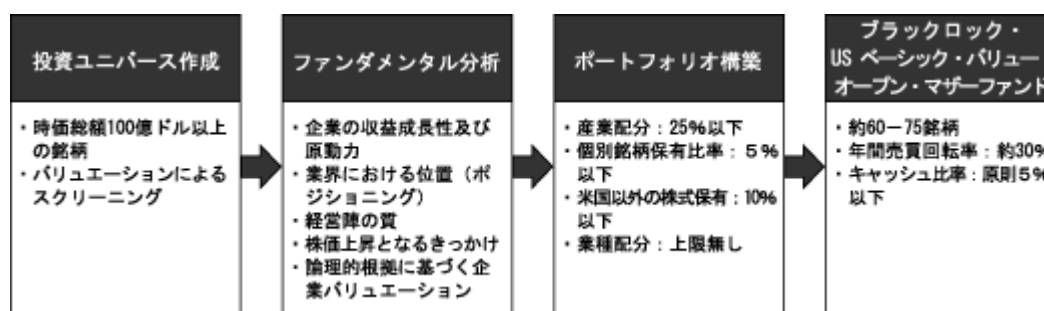 投資ユニバース作成
・時価総額100億ドル以上
の銘柄
・バリュエーションによる
スクリーニング
ファンダメンタル分析
・企業の収益成長性及び
原動力
・業界における位置（ポ
ジショニング）
・経営陣の質
・株価上昇となるきっかけ
・論理的根拠に基づく企
業バリュエーション
ポートフォリオ構築
・産業配分：25％以下
・個別銘柄保有比率：５％
以下
・米国以外の株式保有：10％
以下
・業種配分：上限無し
ブラックロック・
US ベーシック・バリュー・
オープン・マザーファンド
・約60－75銘柄
・年間売買回転率：約30％
・キャッシュ比率：原則５％
以下